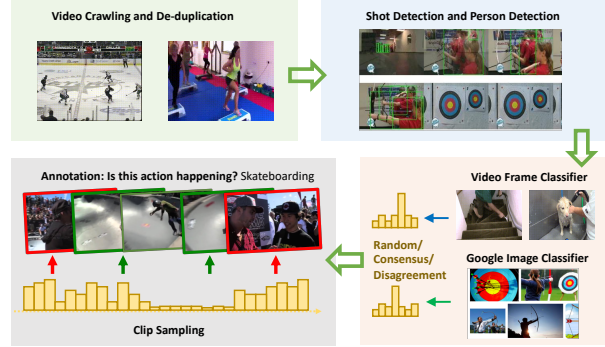 Video Crawling and De-duplication
Shot Detection and Person Detection
Video Frame Classifier
Random/
Consensus/
Disagreement
Google Image Classifier
Annotation: Is this action happening? Skateboarding
Clip Sampling